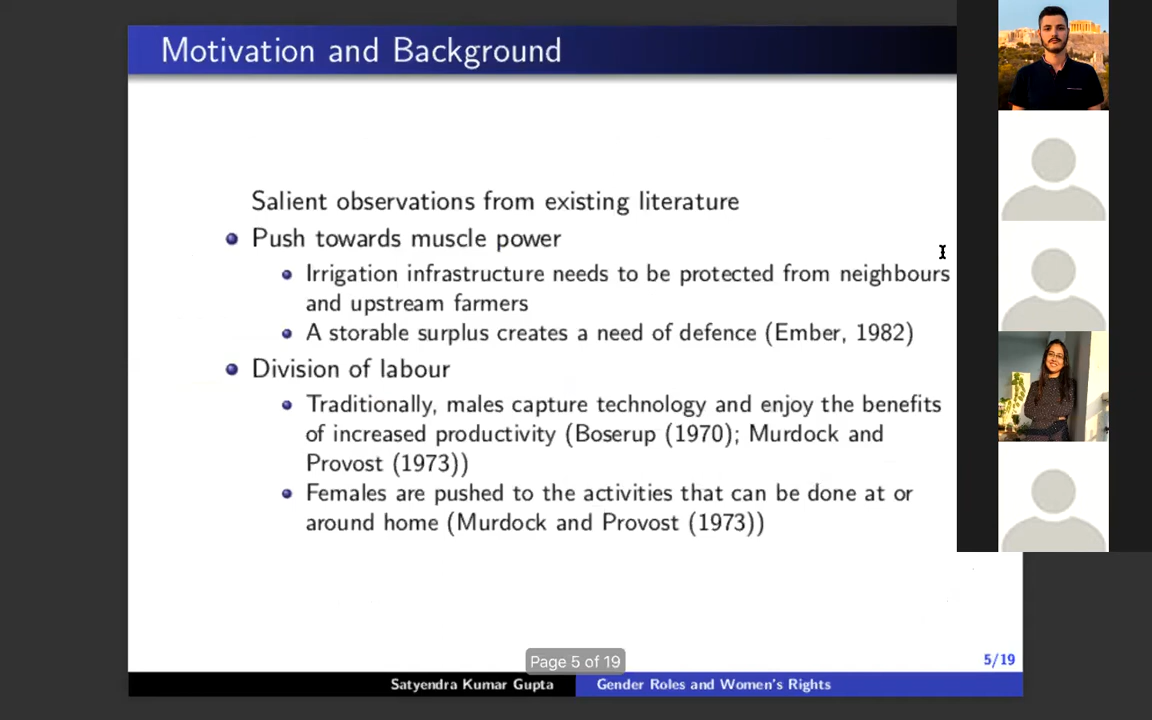 Motivation and Background
Salient observations from existing literature
Push towards muscle power
Irrigation infrastructure needs to be protected from neighbours
and upstream farmers
A storable surplus creates a need of defence (Ember, 1982)
Division of labour
Traditionally, males capture technology and enjoy the benefits
of increased productivity (Boserup (1970); Murdock and
Provost (1973))
Females are pushed to the activities that can be done at or
around home (Murdock and Provost (1973))
Page 5 of 19
5/19
Satyendra Kumar Gupta
Gender Roles and Women's Rights